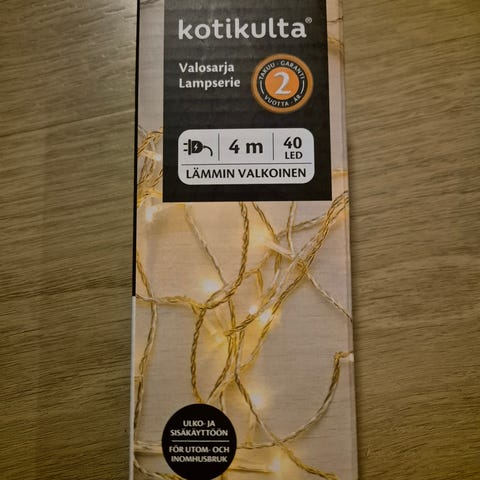 kotikulta®
Valosarja
Lampserie
TAKUU · GARANTI
2
VUOTTA · ÅR
4 m
40
LED
LÄMMIN VALKOINEN
ULKO- JA
SISÄKÄYTTÖÖN
FÖR UTOM- OCH
INOMHUSBRUK